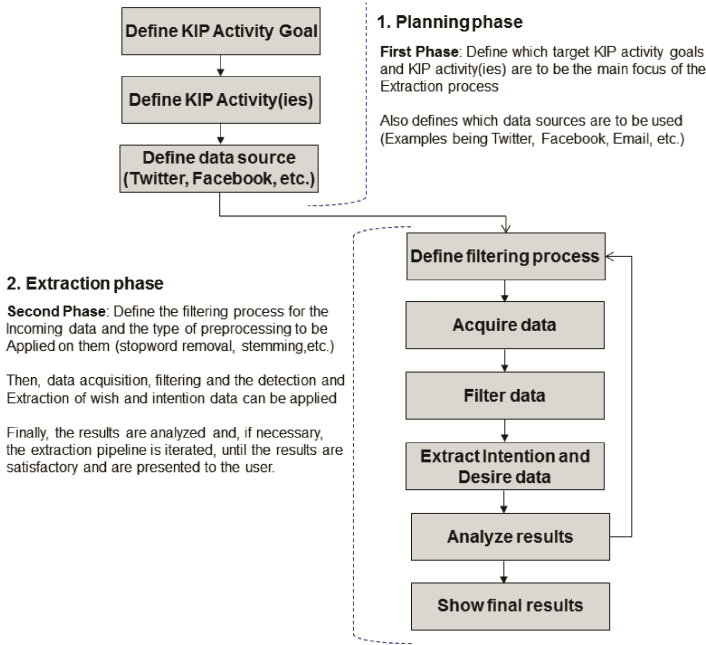 Define KIP Activity Goal
Define KIP Activity(ies)
Define data source
(Twitter, Facebook, etc.)
1. Planning phase
First Phase: Define which target KIP activity goals
and KIP activity(ies) are to be the main focus of the
Extraction process
Also defines which data sources are to be used
(Examples being Twitter, Facebook, Email, etc.)
2. Extraction phase
Second Phase: Define the filtering process for the
Incoming data and the type of preprocessing to be
Applied on them (stopword removal, stemming,etc.)
Then, data acquisition, filtering and the detection and
Extraction of wish and intention data can be applied
Finally, the results are analyzed and, if necessary,
the extraction pipeline is iterated, until the results are
satisfactory and are presented to the user.
Define filtering process
Acquire data
Filter data
Extract Intention and
Desire data
Analyze results
Show final results